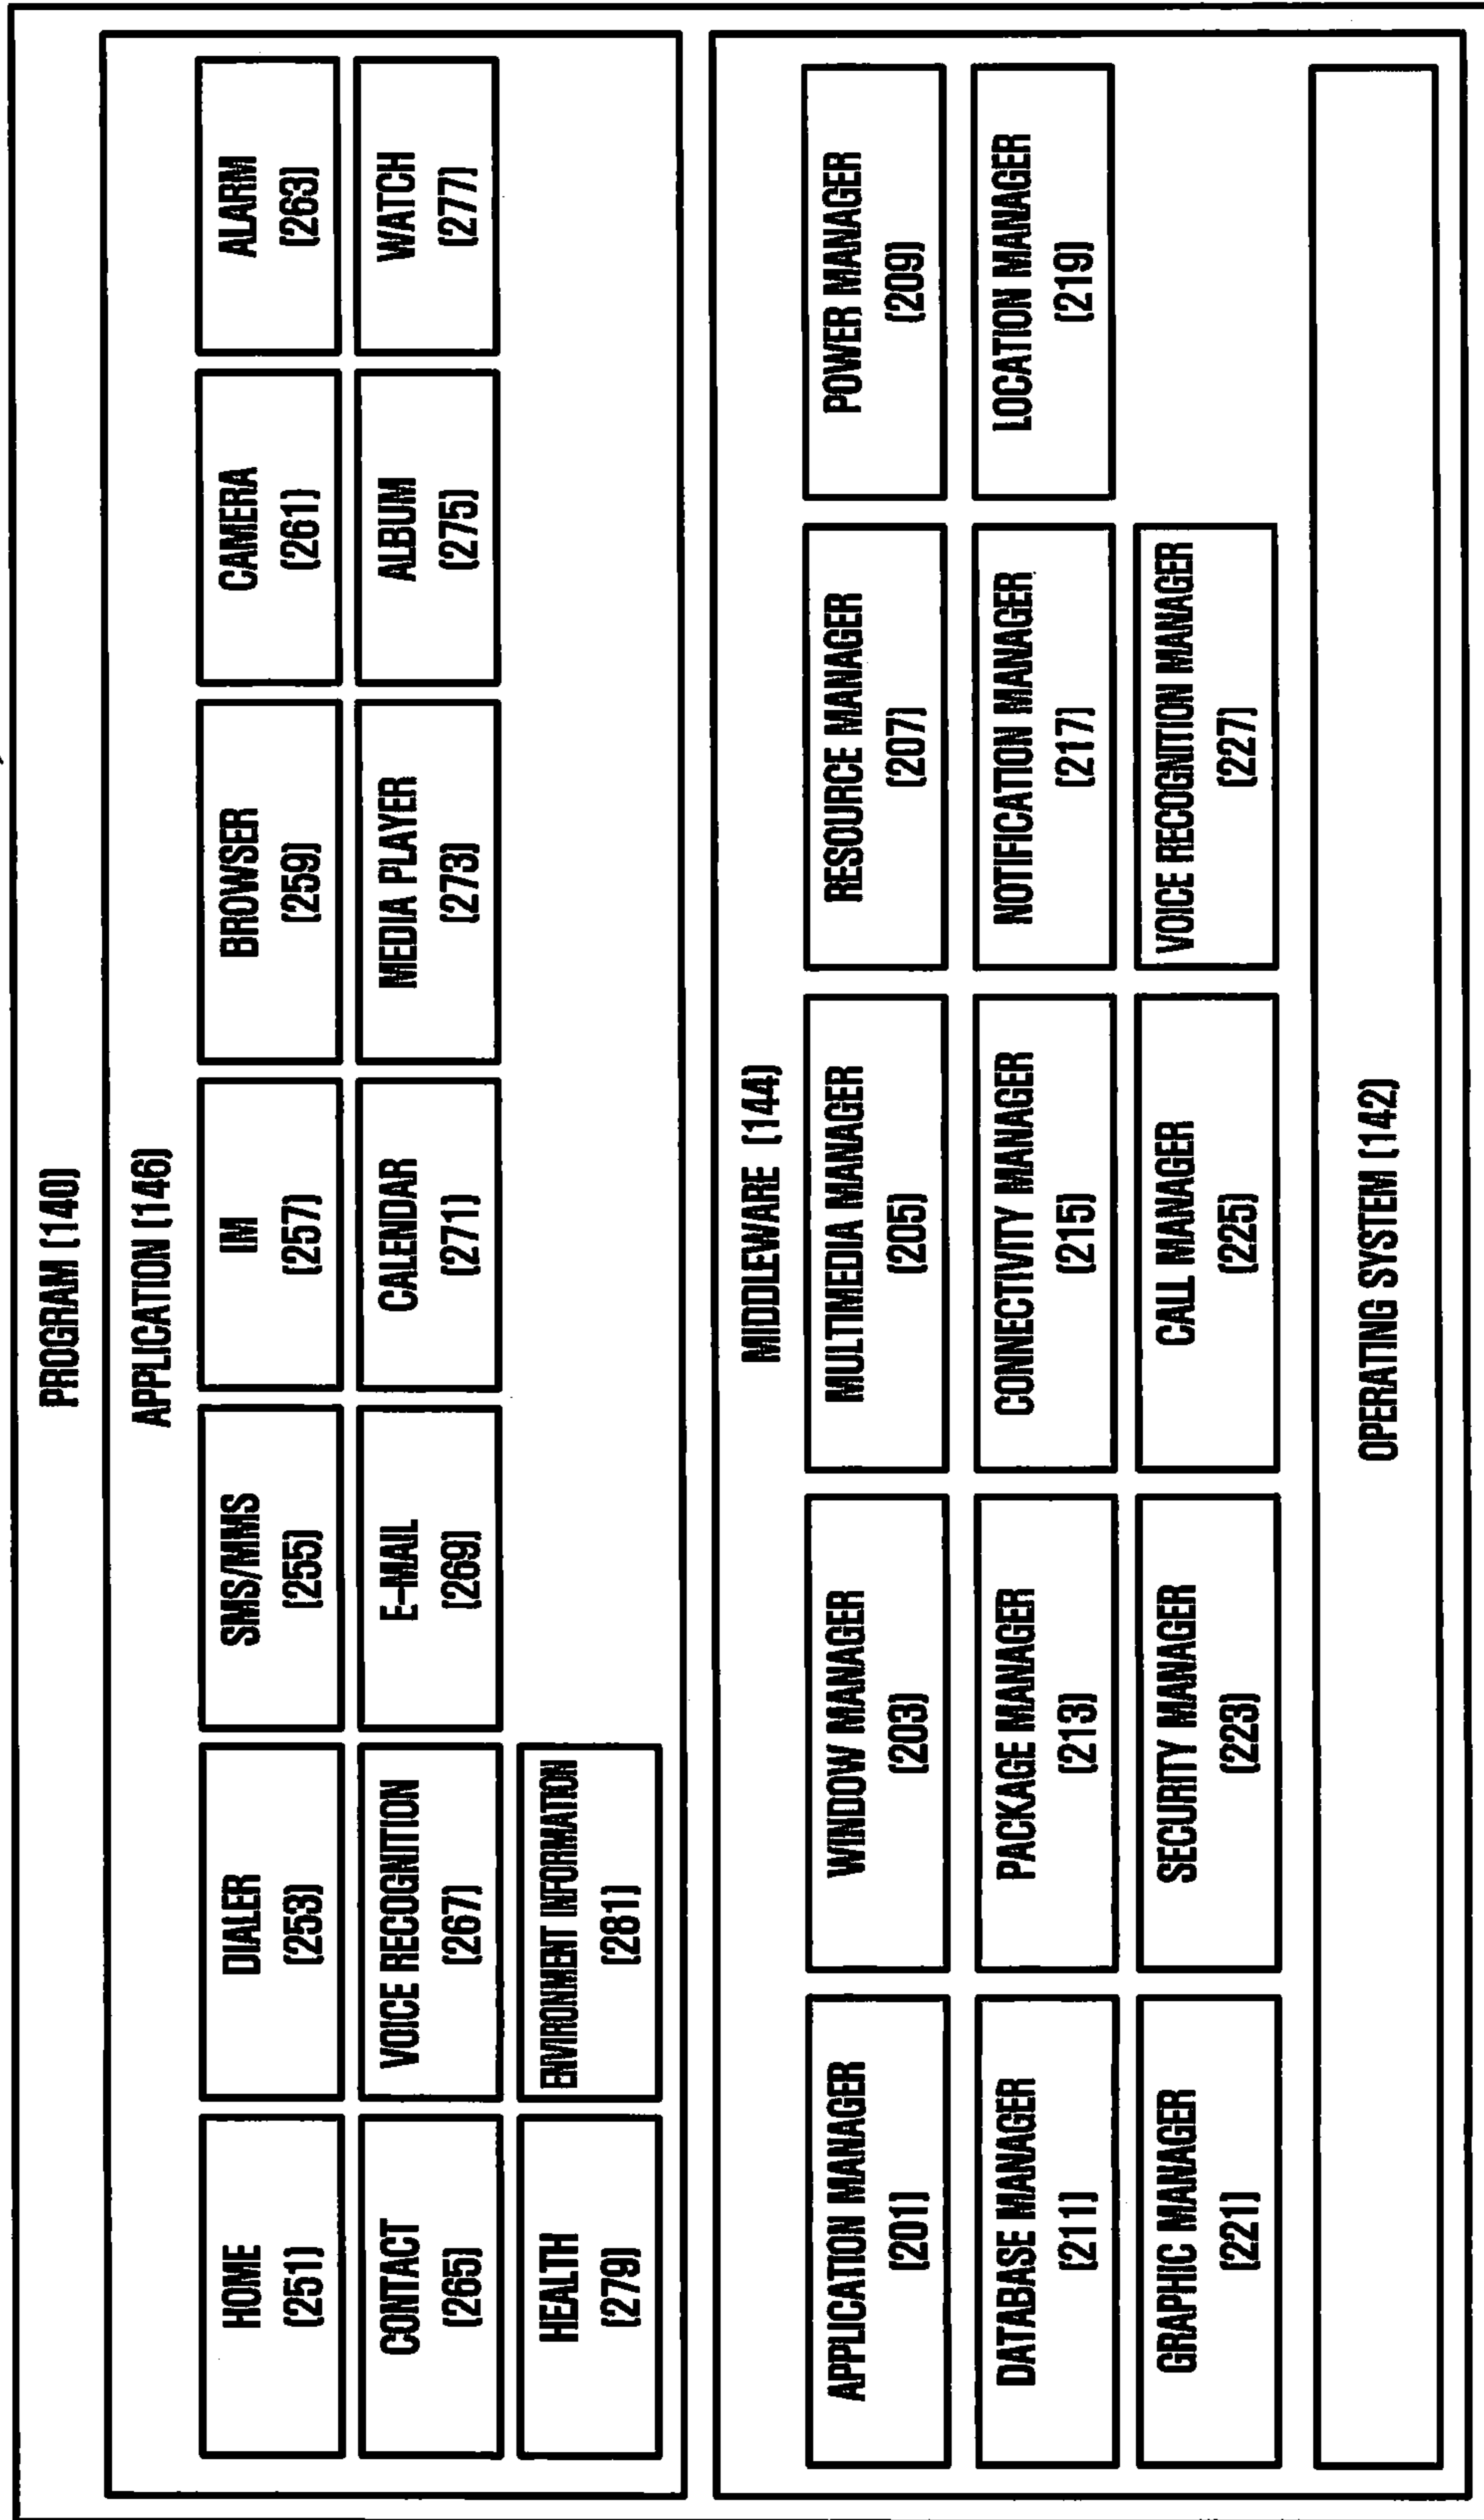 PROGRAM (140)
APPLICATION (146)
HOME
(251)
DIALER
(253)
SMS/MMS
(255)
IM
(257)
BROWSER
(259)
CAMERA
(261)
ALARM
(263)
CONTACT
(265)
VOICE RECOGNITION
(267)
E-MAIL
(269)
CALENDAR
(271)
MEDIA PLAYER
(273)
ALBUM
(275)
WATCH
(277)
HEALTH
(279)
ENVIRONMENT INFORMATION
(281)
MIDDLEWARE (144)
APPLICATION MANAGER
(201)
WINDOW MANAGER
(203)
MULTIMEDIA MANAGER
(205)
RESOURCE MANAGER
(207)
POWER MANAGER
(209)
DATABASE MANAGER
(211)
PACKAGE MANAGER
(213)
CONNECTIVITY MANAGER
(215)
NOTIFICATION MANAGER
(217)
LOCATION MANAGER
(219)
GRAPHIC MANAGER
(221)
SECURITY MANAGER
(223)
CALL MANAGER
(225)
VOICE RECOGNITION MANAGER
(227)
OPERATING SYSTEM (142)